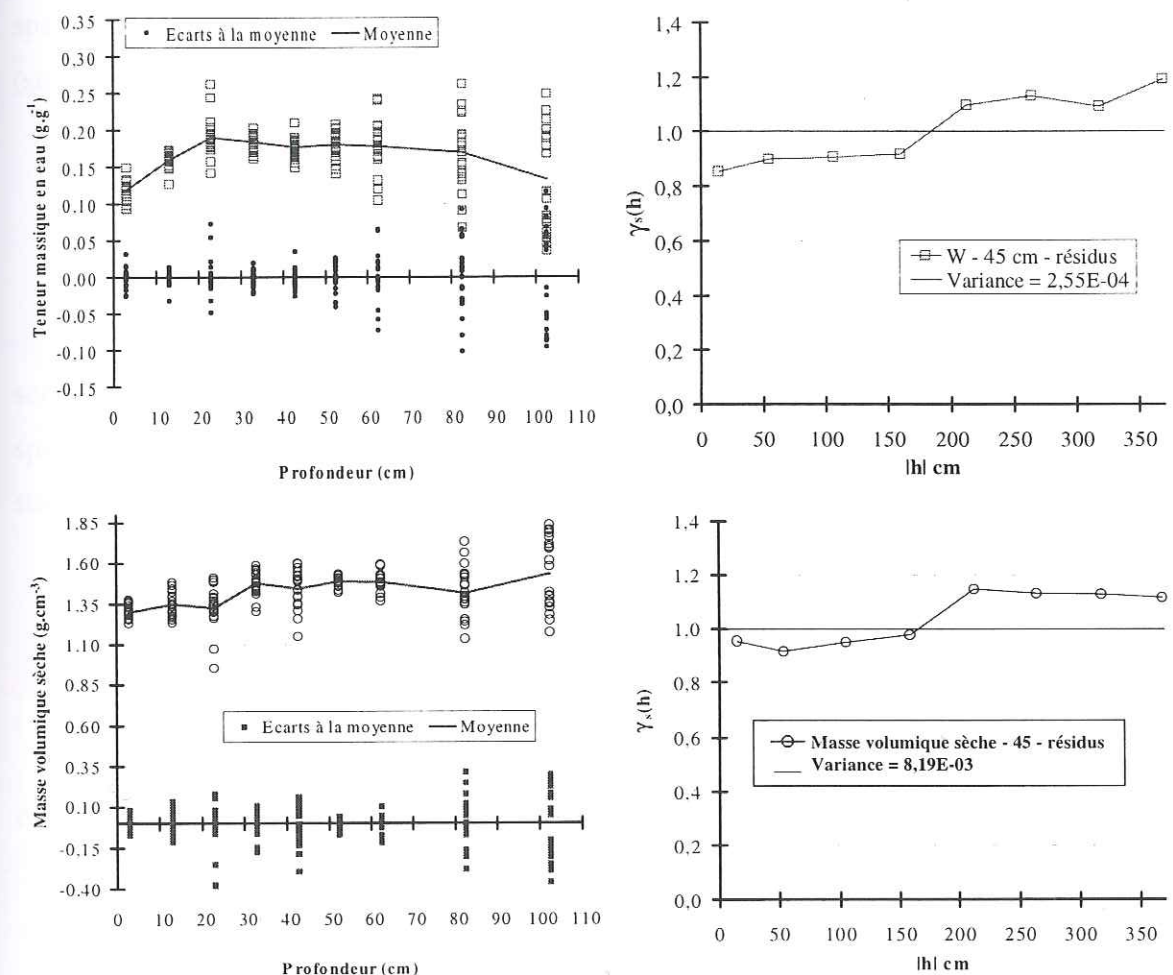 0.35
0.30
0.25
0.20
0.15
0.10
0.05
0.00
-0.05
-0.10
-0.15
Teneur massique en eau (g.g-1)
Ecarts à la moyenne
Moyenne
0 10 20 30 40 50 60 70 80 90 100 110
Profondeur (cm)
1,4
1,2
1.0
0.8
0,6
0,4
0,2
0,0
γs(h)
W - 45 cm - résidus
Variance = 2,55E-04
0 50 100 150 200 250 300 350
|h| cm
1.85
1.60
1.35
1.10
0.85
0.60
0.35
0.10
-0.15
-0.40
Masse volumique sèche (g.cm-3)
Ecarts à la moyenne
Moyenne
0 10 20 30 40 50 60 70 80 90 100 110
Profondeur (cm)
1,4
1.2
1.0
0.8
0.6
0.4
0,2
0,0
γs(h)
Masse volumique sèche - 45 - résidus
Variance = 8,19E-03
0 50 100 150 200 250 300 350
|h| cm